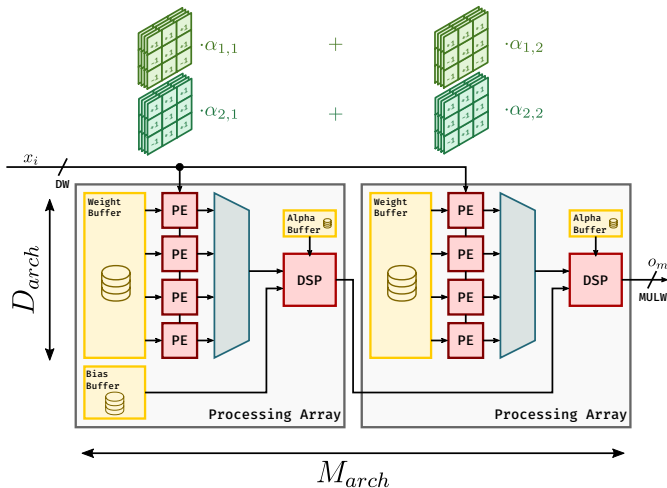 ·α1,1 + ·α1,2
·α2,1 + ·α2,2
xi
DW
Weight
Buffer
PE
PE
PE
PE
Alpha
Buffer
DSP
Bias
Buffer
Processing Array
Weight
Buffer
PE
PE
PE
PE
Alpha
Buffer
DSP
Processing Array
om
MULW
Darch
March